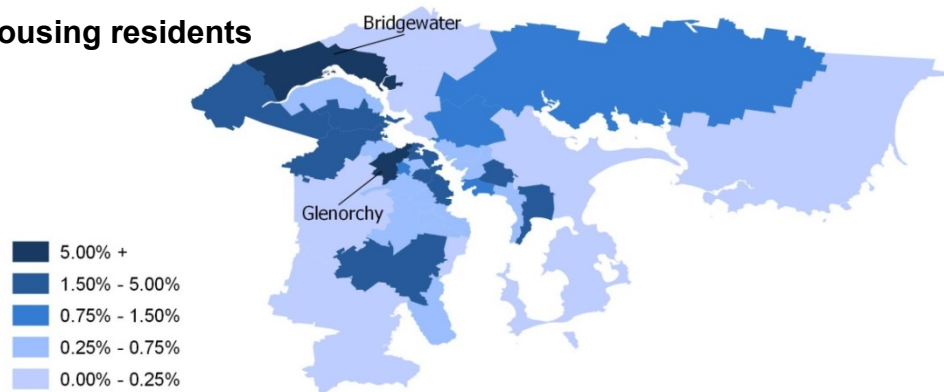 ousing residents
Bridgewater
Glenorchy
5.00% +
1.50% - 5.00%
0.75% - 1.50%
0.25% - 0.75%
0.00% - 0.25%